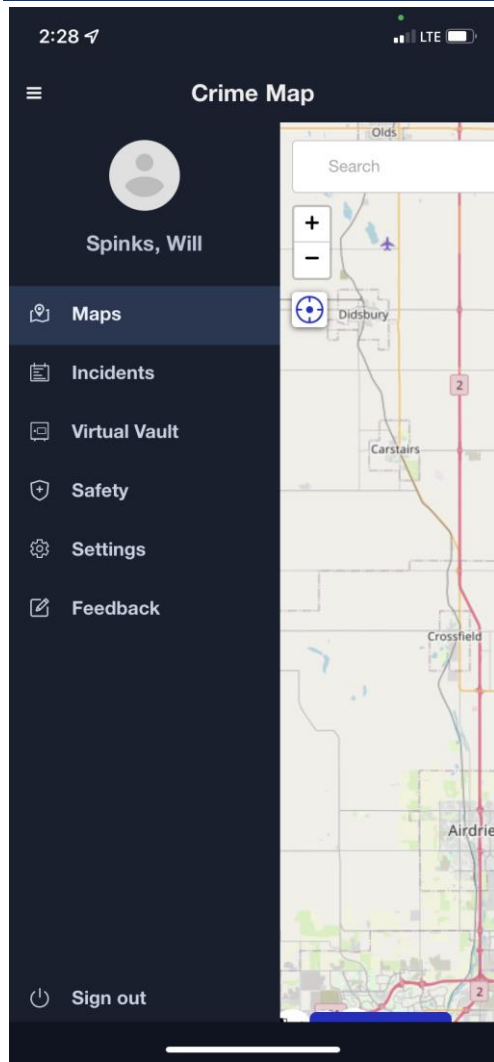 2:28
LTE
Crime Map
Spinks, Will
Maps
Incidents
Virtual Vault
Safety
Settings
Feedback
Sign out
Olds
Search
+
−
Didsbury
2
Carstairs
Crossfield
Airdrie
2